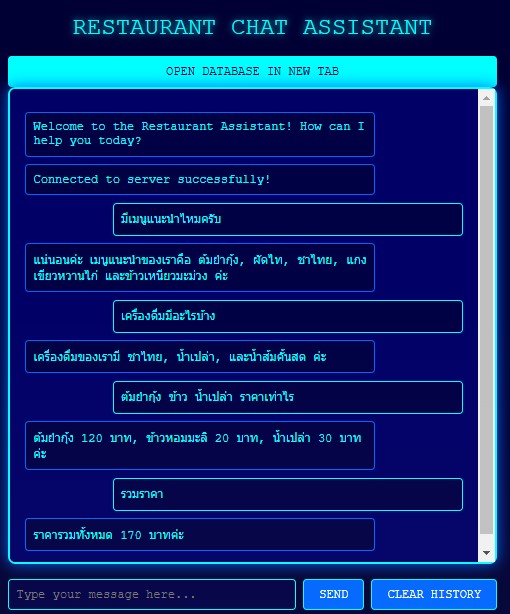 RESTAURANT CHAT ASSISTANT
OPEN DATABASE IN NEW TAB
Welcome to the Restaurant Assistant! How can I
help you today?
Connected to server successfully!
มีเมนูแนะนำไหมครับ
แน่นอนค่ะ เมนูแนะนำของเราคือ ต้มยำกุ้ง, ผัดไท, ชาไทย, แกง
เขียวหวานไก่ และข้าวเหนียวมะม่วง ค่ะ
เครื่องดื่มมีอะไรบ้าง
เครื่องดื่มของเรามี ชาไทย, น้ำเปล่า, และน้ำส้มคั้นสด ค่ะ
ต้มยำกุ้ง ข้าว น้ำเปล่า ราคาเท่าไร
ต้มยำกุ้ง 120 บาท, ข้าวหอมมะลิ 20 บาท, น้ำเปล่า 30 บาท
ค่ะ
รวมราคา
ราคารวมทั้งหมด 170 บาทค่ะ
Type your message here...
SEND
CLEAR HISTORY